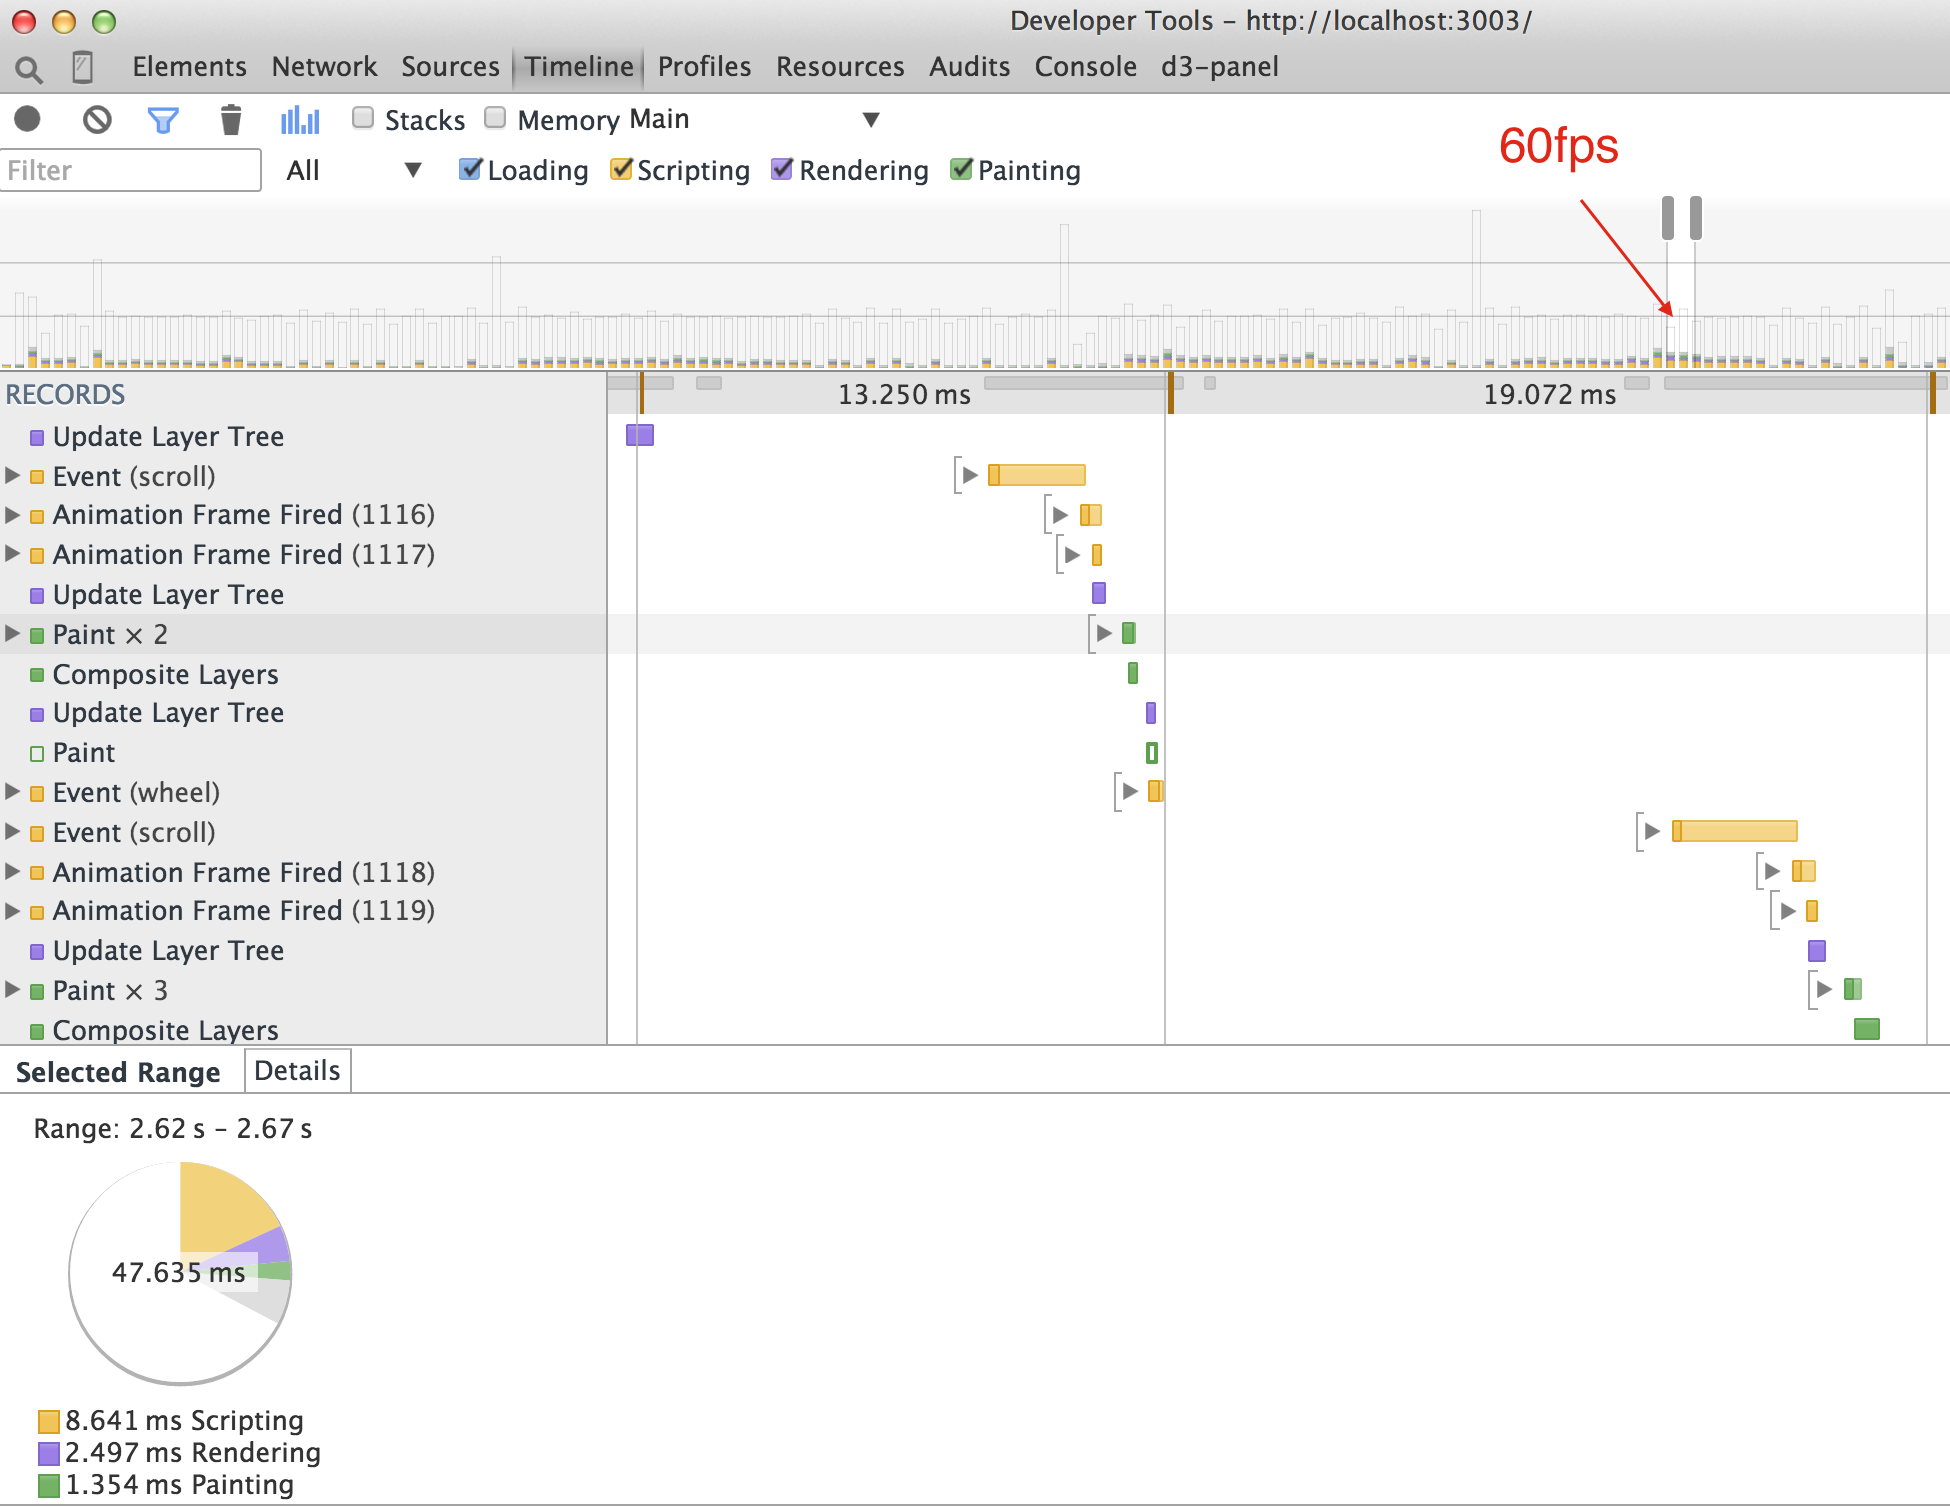 Developer Tools - http://localhost:3003/
Elements Network Sources Timeline Profiles Resources Audits Console d3-panel
Stacks Memory Main
60fps
Filter All Loading Scripting Rendering Painting
RECORDS 13.250 ms 19.072 ms
Update Layer Tree
Event (scroll)
Animation Frame Fired (1116)
Animation Frame Fired (1117)
Update Layer Tree
Paint × 2
Composite Layers
Update Layer Tree
Paint
Event (wheel)
Event (scroll)
Animation Frame Fired (1118)
Animation Frame Fired (1119)
Update Layer Tree
Paint × 3
Composite Layers
Selected Range Details
Range: 2.62 s – 2.67 s
47.635 ms
8.641 ms Scripting
2.497 ms Rendering
1.354 ms Painting